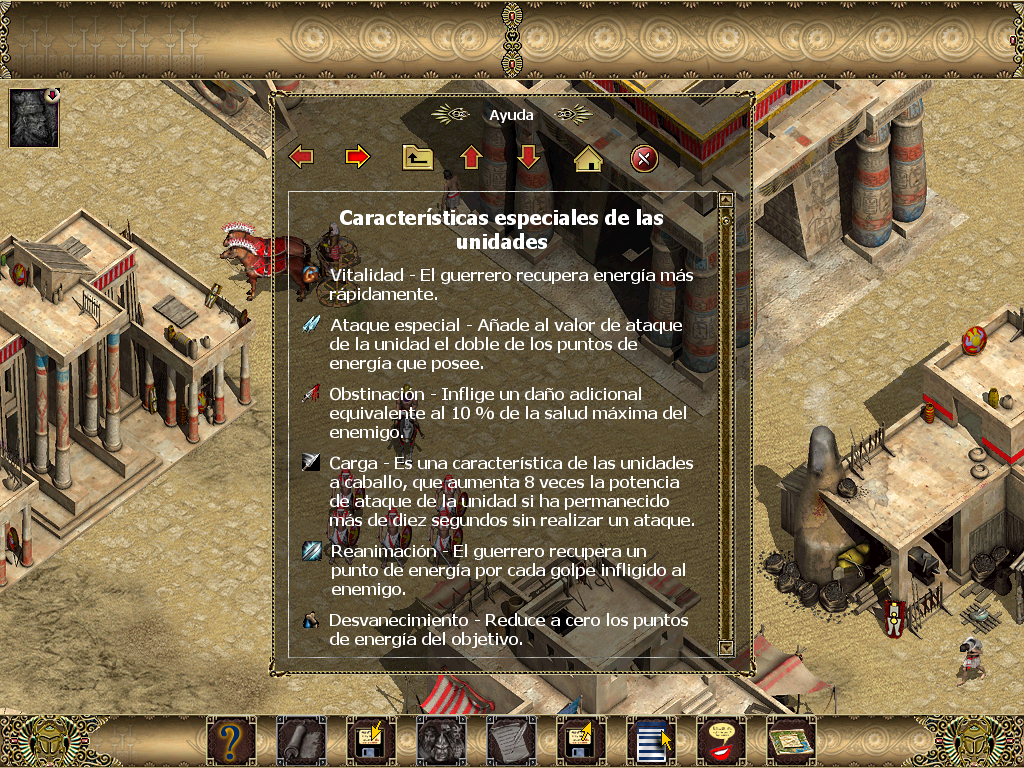 Ayuda
Características especiales de las
unidades
Vitalidad - El guerrero recupera energía más
rápidamente.
Ataque especial - Añade al valor de ataque
de la unidad el doble de los puntos de
energía que posee.
Obstinación - Inflige un daño adicional
equivalente al 10 % de la salud máxima del
enemigo.
Carga - Es una característica de las unidades
a caballo, que aumenta 8 veces la potencia
de ataque de la unidad si ha permanecido
más de diez segundos sin realizar un ataque.
Reanimación - El guerrero recupera un
punto de energía por cada golpe infligido al
enemigo.
Desvanecimiento - Reduce a cero los puntos
de energía del objetivo.
?